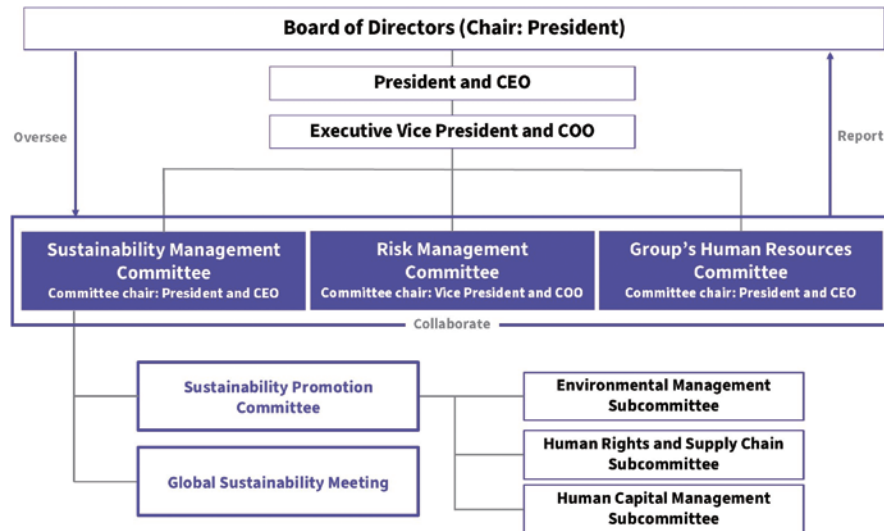 Board of Directors (Chair: President)
President and CEO
Executive Vice President and COO
Oversee
Report
Sustainability Management
Committee
Committee chair: President and CEO
Risk Management
Committee
Committee chair: Vice President and COO
Group’s Human Resources
Committee
Committee chair: President and CEO
Collaborate
Sustainability Promotion
Committee
Environmental Management
Subcommittee
Human Rights and Supply Chain
Subcommittee
Global Sustainability Meeting
Human Capital Management
Subcommittee